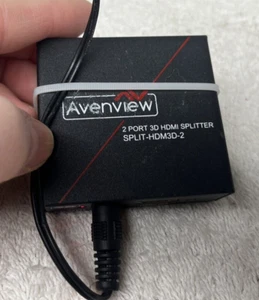 Avenview
2 PORT 3D HDMI SPLITTER
SPLIT-HDM3D-2